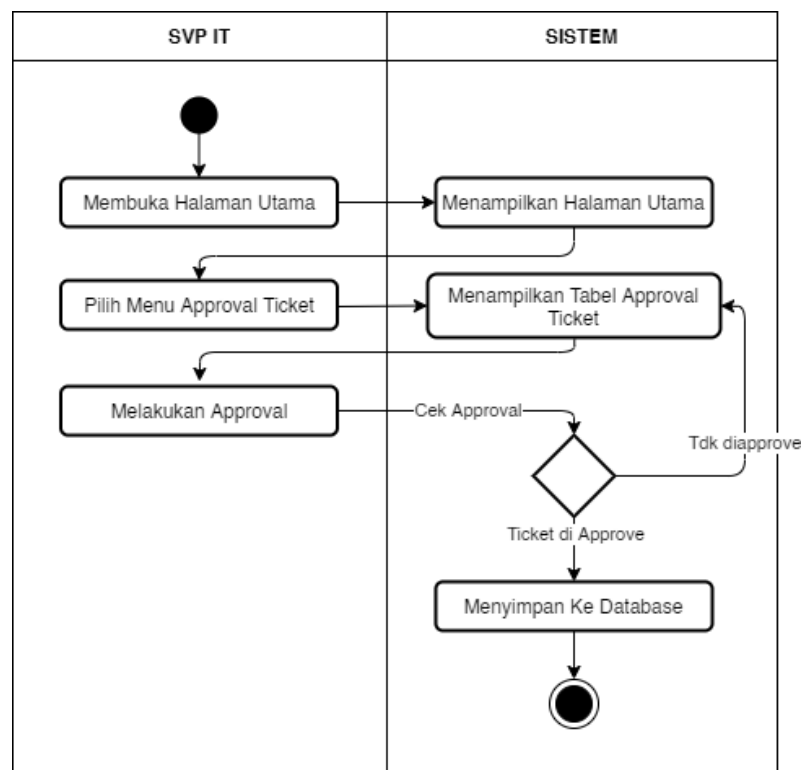 SVP IT
SISTEM
Membuka Halaman Utama
Menampilkan Halaman Utama
Pilih Menu Approval Ticket
Menampilkan Tabel Approval
Ticket
Melakukan Approval
Cek Approval
Tdk diapprove
Ticket di Approve
Menyimpan Ke Database